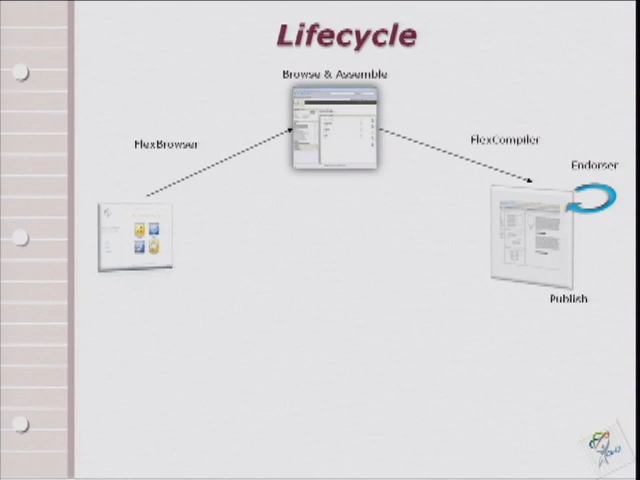 Lifecycle
Browse & Assemble
FlexBrowser
FlexCompiler
Endorser
Publish